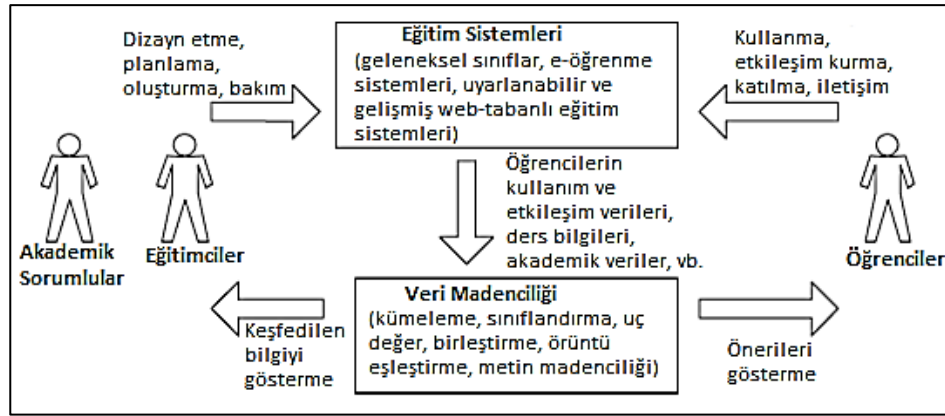 Dizayn etme,
planlama,
oluşturma, bakım
Eğitim Sistemleri
(geleneksel sınıflar, e-öğrenme
sistemleri, uyarlanabilir ve
gelişmiş web-tabanlı eğitim
sistemleri)
Kullanma,
etkileşim kurma,
katılma, iletişim
Akademik
Sorumlular
Eğitimciler
Öğrencilerin
kullanım ve
etkileşim verileri,
ders bilgileri,
akademik veriler, vb.
Öğrenciler
Keşfedilen
bilgiyi
gösterme
Veri Madenciliği
(kümeleme, sınıflandırma, uç
değer, birleştirme, örüntü
eşleştirme, metin madenciliği)
Önerileri
gösterme